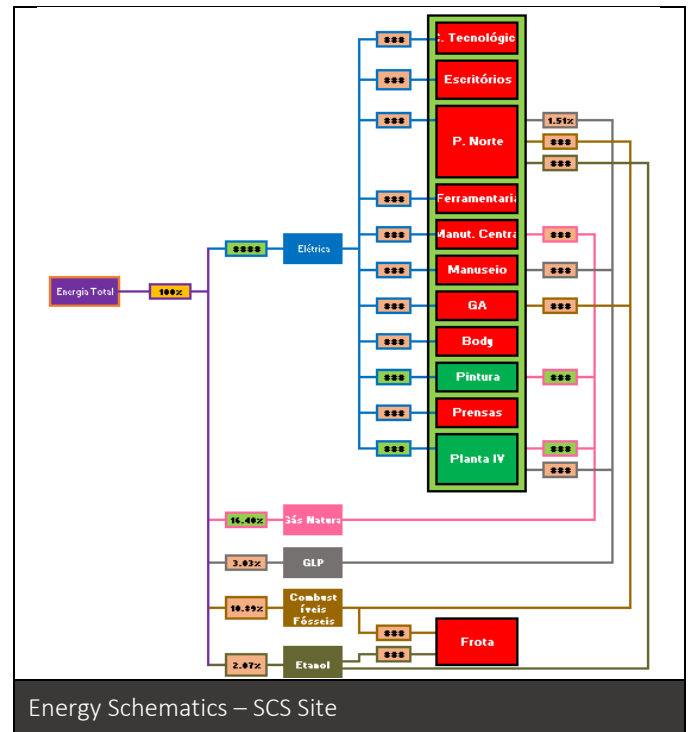 ###
C. Tecnológic
###
Escritórios
###
P. Norte
1.51%
###
###
###
Ferramentaria
###
Manut. Centra
###
####
Elétrica
###
Manuseio
###
Energia Total
100%
###
GA
###
###
Body
###
Pintura
###
###
Prensas
###
Planta IV
###
###
16.40%
Gás Natura
3.03%
GLP
10.89%
Combust
íveis
Fósseis
###
Frota
2.07%
Etanol
###
Energy Schematics – SCS Site